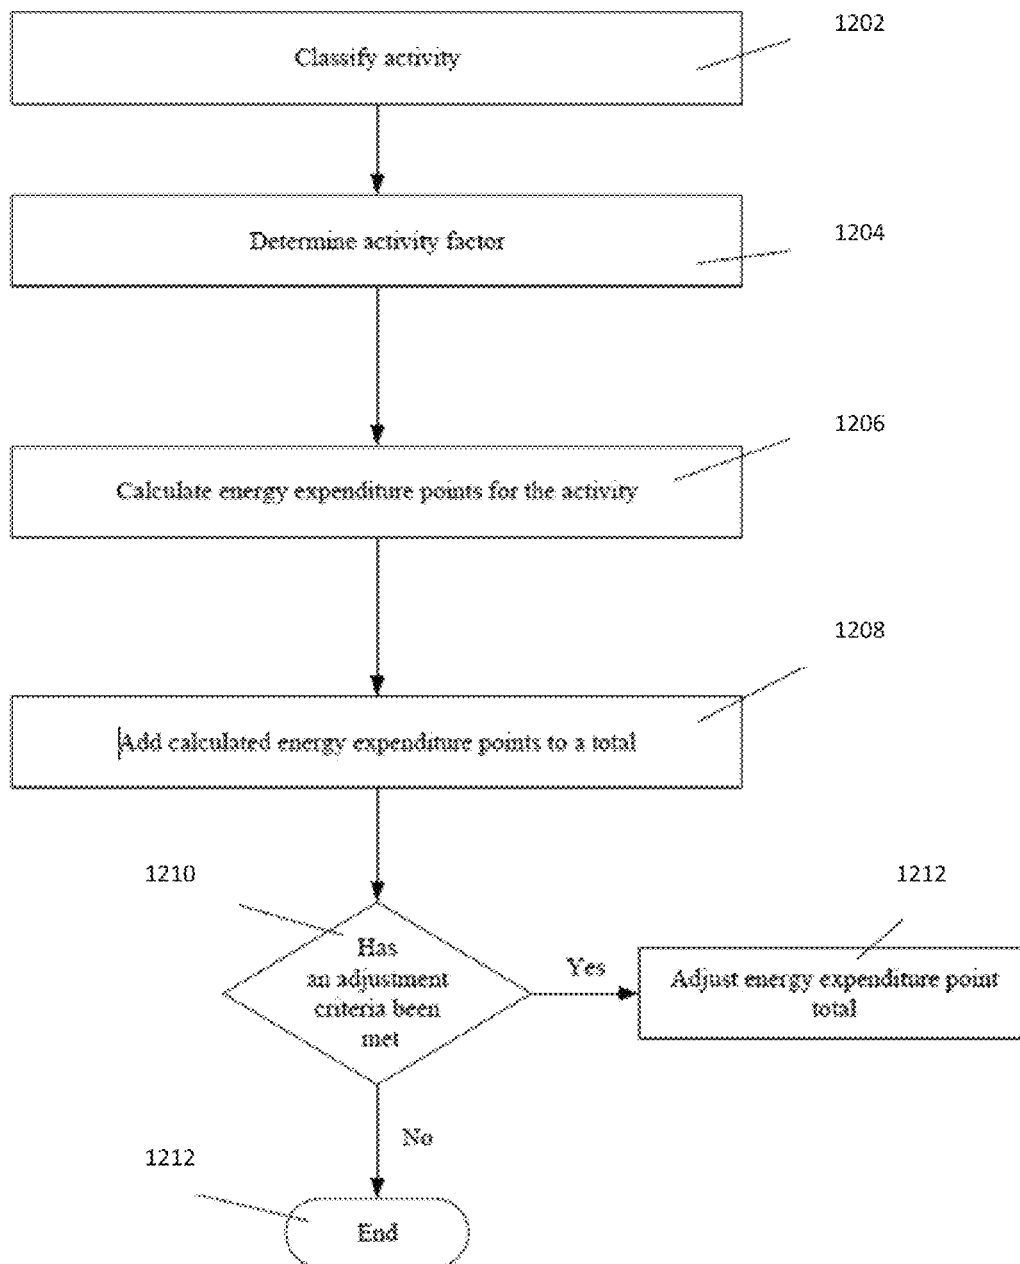 1202
Classify activity
1204
Determine activity factor
1206
Calculate energy expenditure points for the activity
1208
Add calculated energy expenditure points to a total
1210
1212
Has
an adjustment
criteria been
met
Yes
Adjust energy expenditure point
total
No
1212
End